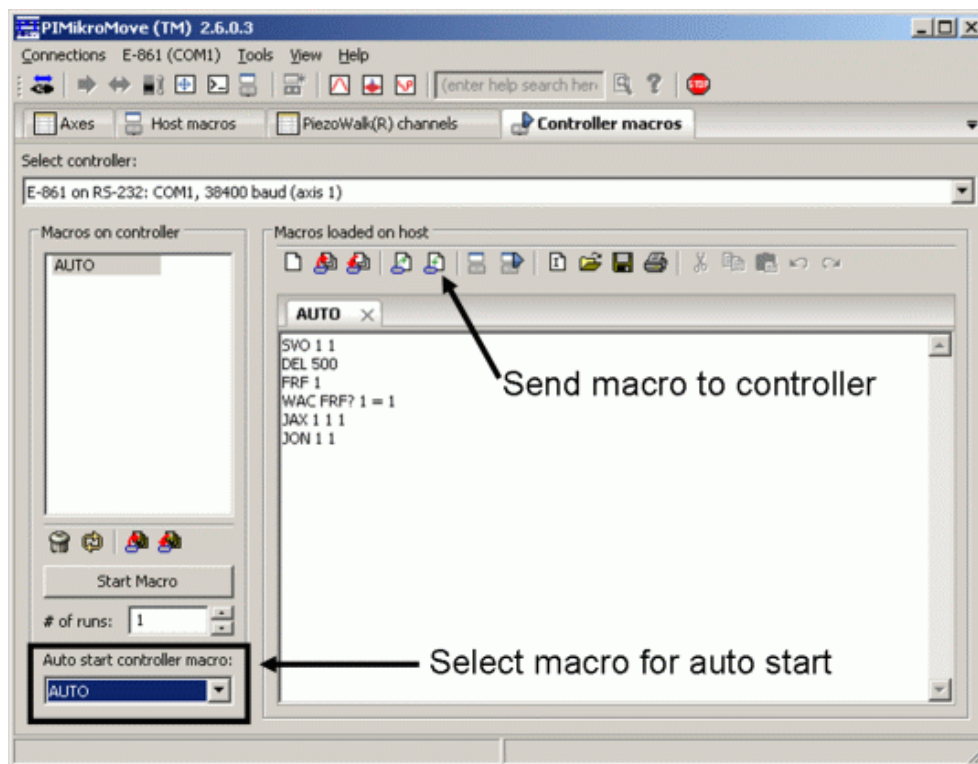 PIMikroMove (TM) 2.6.0.3
Connections E-861 (COM1) Tools View Help
(enter help search her
STOP
Axes Host macros PiezoWalk(R) channels Controller macros
Select controller:
E-861 on RS-232: COM1, 38400 baud (axis 1)
Macros on controller
AUTO
Start Macro
# of runs: 1
Auto start controller macro:
AUTO
Macros loaded on host
AUTO
SVO 1 1
DEL 500
FRF 1
WAC FRF? 1 = 1
JAX 1 1 1
JON 1 1
Send macro to controller
Select macro for auto start